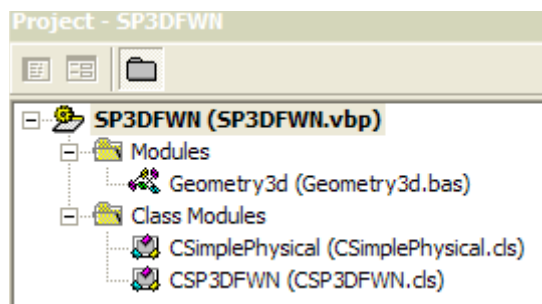 Project - SP3DFWN
SP3DFWN (SP3DFWN.vbp)
Modules
Geometry3d (Geometry3d.bas)
Class Modules
CSimplePhysical (CSimplePhysical.cls)
CSP3DFWN (CSP3DFWN.cls)